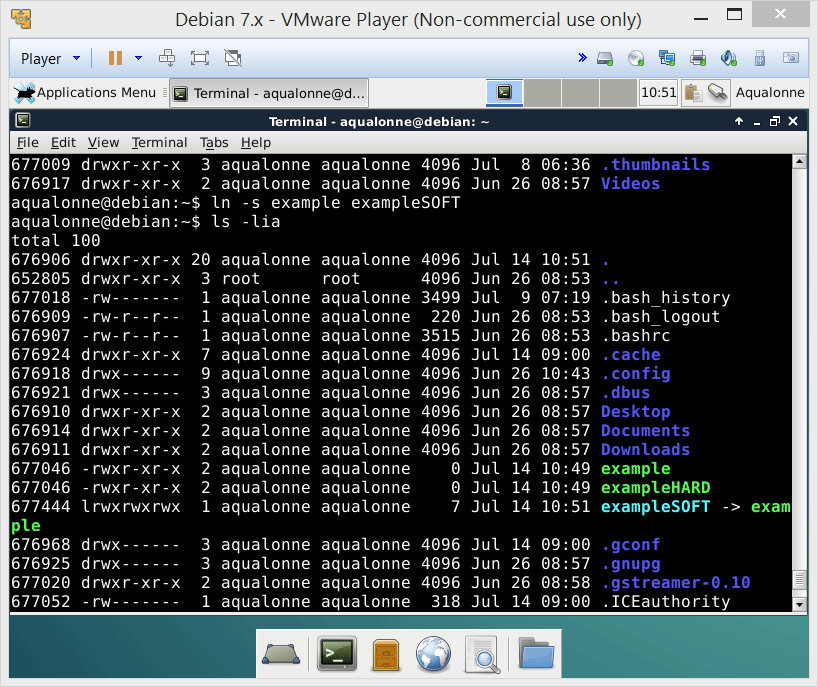 Debian 7.x - VMware Player (Non-commercial use only)
Player
Applications Menu Terminal - aqualonne@d... 10:51 Aqualonne
Terminal - aqualonne@debian: ~
File Edit View Terminal Tabs Help
677009 drwxr-xr-x  3 aqualonne aqualonne 4096 Jul  8 06:36 .thumbnails
676917 drwxr-xr-x  2 aqualonne aqualonne 4096 Jun 26 08:57 Videos
aqualonne@debian:~$ ln -s example exampleSOFT
aqualonne@debian:~$ ls -lia
total 100
676906 drwxr-xr-x 20 aqualonne aqualonne 4096 Jul 14 10:51 .
652805 drwxr-xr-x  3 root      root      4096 Jun 26 08:53 ..
677018 -rw-------  1 aqualonne aqualonne 3499 Jul  9 07:19 .bash_history
676909 -rw-r--r--  1 aqualonne aqualonne  220 Jun 26 08:53 .bash_logout
676907 -rw-r--r--  1 aqualonne aqualonne 3515 Jun 26 08:53 .bashrc
676924 drwxr-xr-x  7 aqualonne aqualonne 4096 Jul 14 09:00 .cache
676918 drwx------  9 aqualonne aqualonne 4096 Jun 26 10:43 .config
676921 drwx------  3 aqualonne aqualonne 4096 Jun 26 08:57 .dbus
676910 drwxr-xr-x  2 aqualonne aqualonne 4096 Jun 26 08:57 Desktop
676914 drwxr-xr-x  2 aqualonne aqualonne 4096 Jun 26 08:57 Documents
676911 drwxr-xr-x  2 aqualonne aqualonne 4096 Jun 26 08:57 Downloads
677046 -rwxr-xr-x  2 aqualonne aqualonne    0 Jul 14 10:49 example
677046 -rwxr-xr-x  2 aqualonne aqualonne    0 Jul 14 10:49 exampleHARD
677444 lrwxrwxrwx  1 aqualonne aqualonne    7 Jul 14 10:51 exampleSOFT -> exam
ple
676968 drwx------  3 aqualonne aqualonne 4096 Jul 14 09:00 .gconf
676925 drwx------  3 aqualonne aqualonne 4096 Jun 26 08:57 .gnupg
677020 drwxr-xr-x  2 aqualonne aqualonne 4096 Jun 26 08:58 .gstreamer-0.10
677052 -rw-------  1 aqualonne aqualonne  318 Jul 14 09:00 .ICEauthority